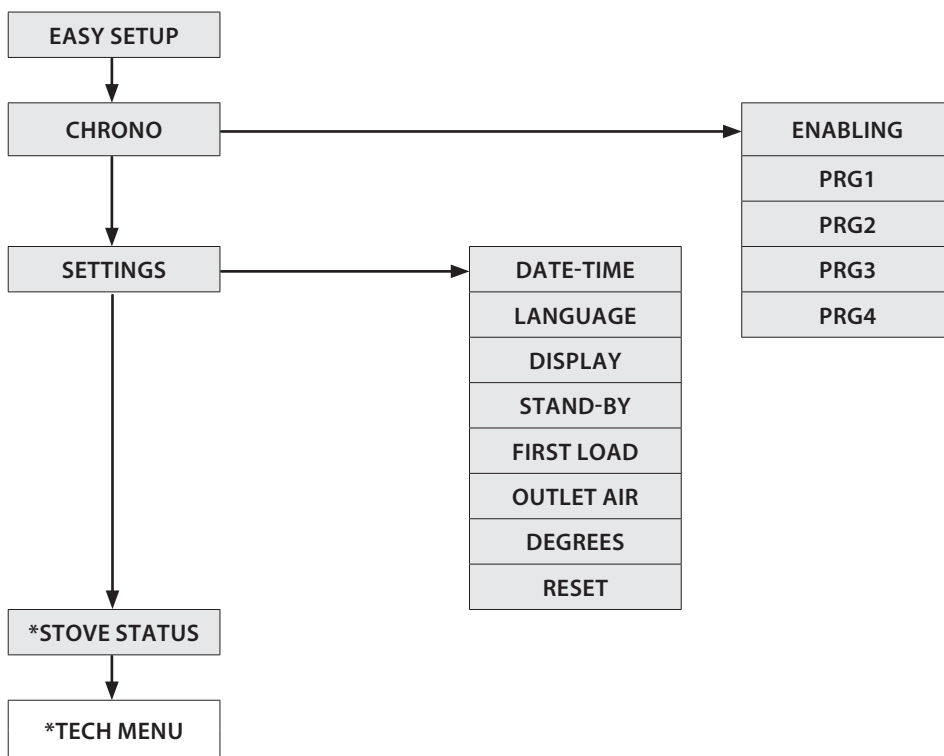 EASY SETUP
CHRONO
ENABLING
PRG1
PRG2
PRG3
PRG4
SETTINGS
DATE-TIME
LANGUAGE
DISPLAY
STAND-BY
FIRST LOAD
OUTLET AIR
DEGREES
RESET
*STOVE STATUS
*TECH MENU